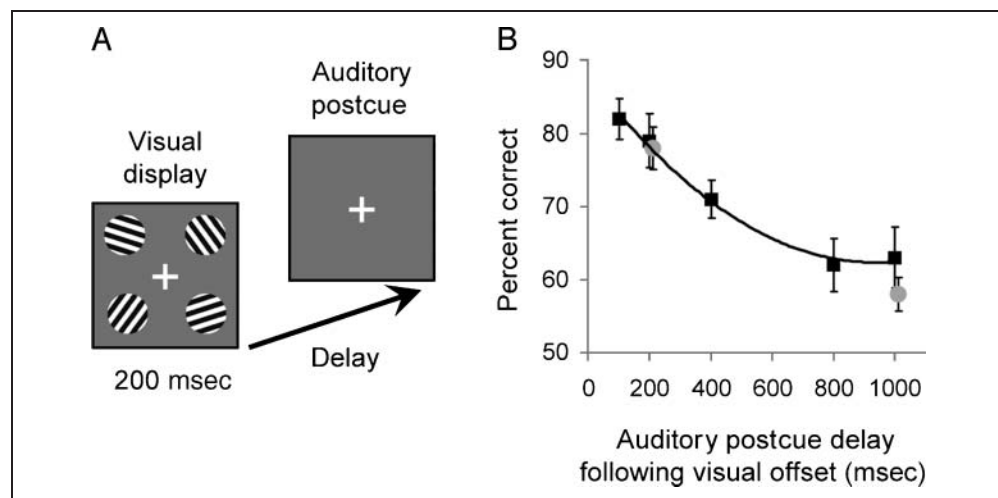 A
Auditory
postcue
Visual
display
200 msec
Delay
B
Percent correct
90
80
70
60
50
0 200 400 600 800 1000
Auditory postcue delay
following visual offset (msec)